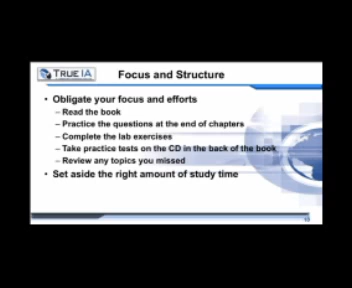 TRUE IA
Focus and Structure
• Obligate your focus and efforts
– Read the book
– Practice the questions at the end of chapters
– Complete the lab exercises
– Take practice tests on the CD in the back of the book
– Review any topics you missed
• Set aside the right amount of study time